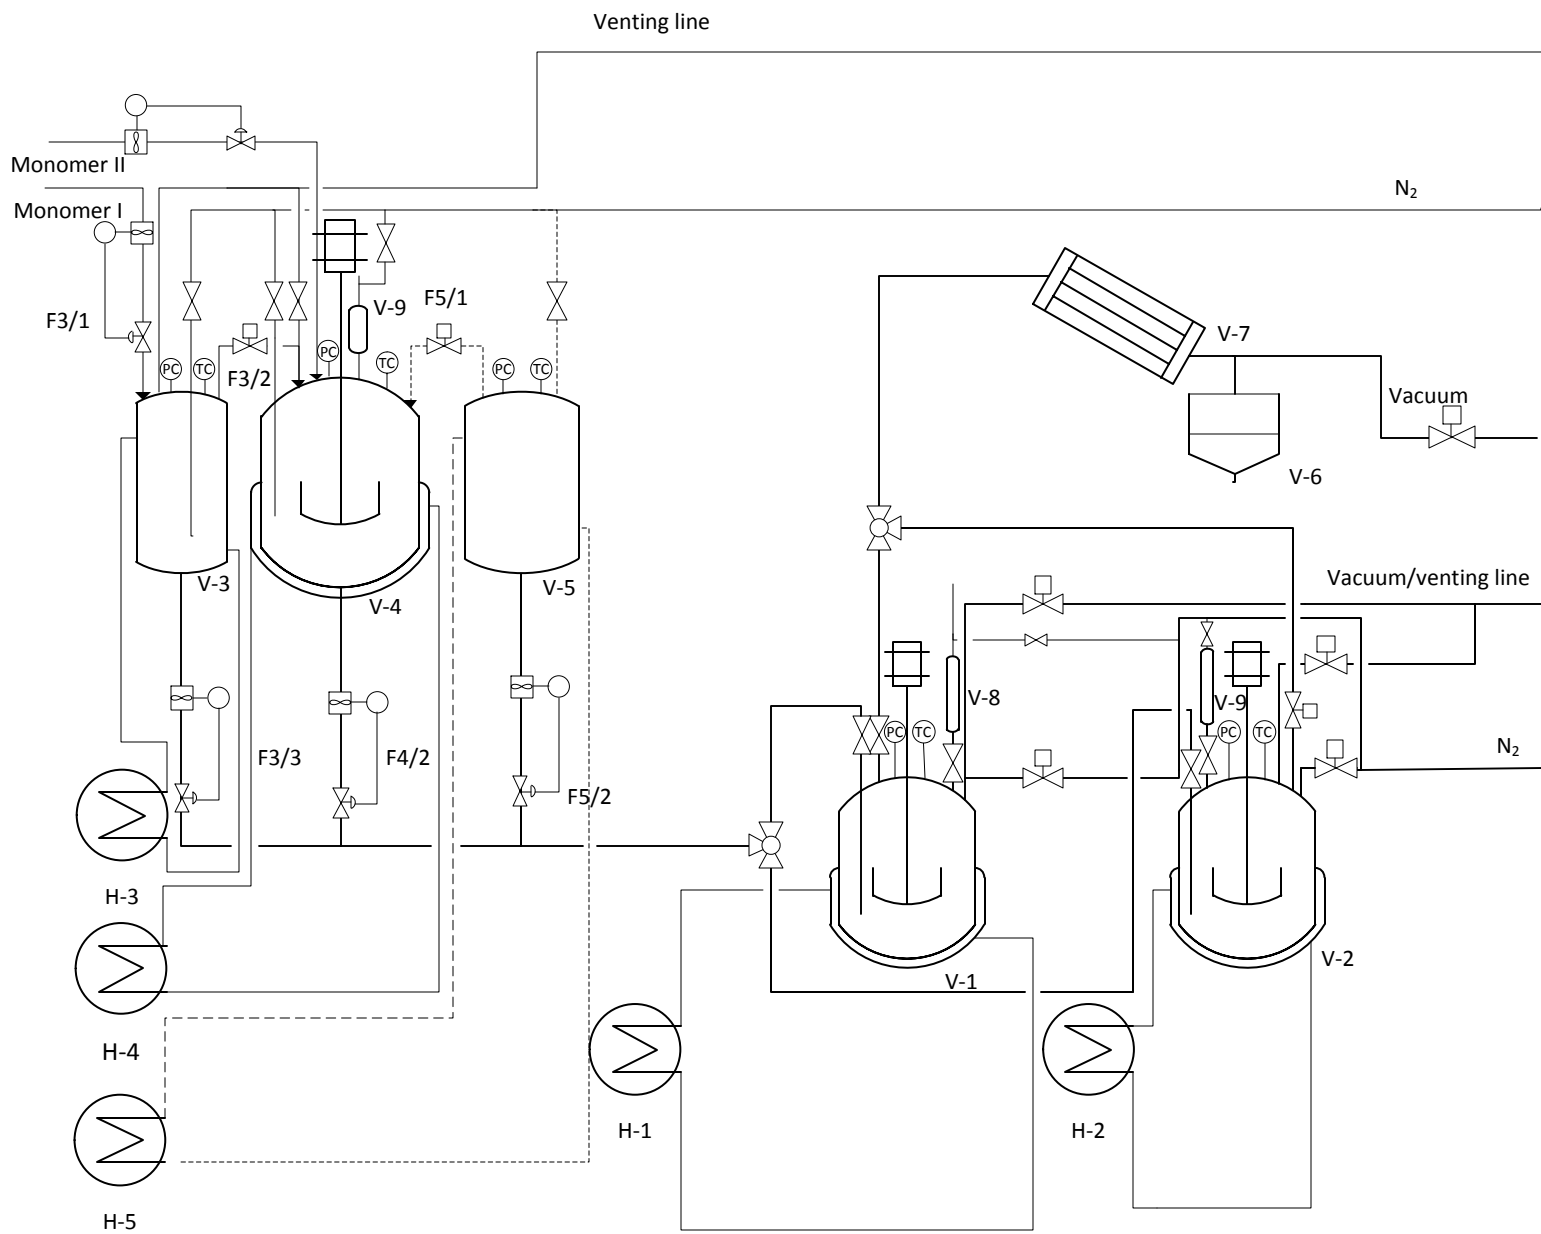 Venting line
Monomer II
Monomer I
N₂
F3/1
V-9
F5/1
F3/2
PC
TC
PC
TC
PC
TC
V-7
Vacuum
V-6
V-3
V-4
V-5
Vacuum/venting line
V-8
V-9
PC
TC
PC
TC
N₂
F3/3
F4/2
F5/2
H-3
V-1
V-2
H-4
H-1
H-2
H-5